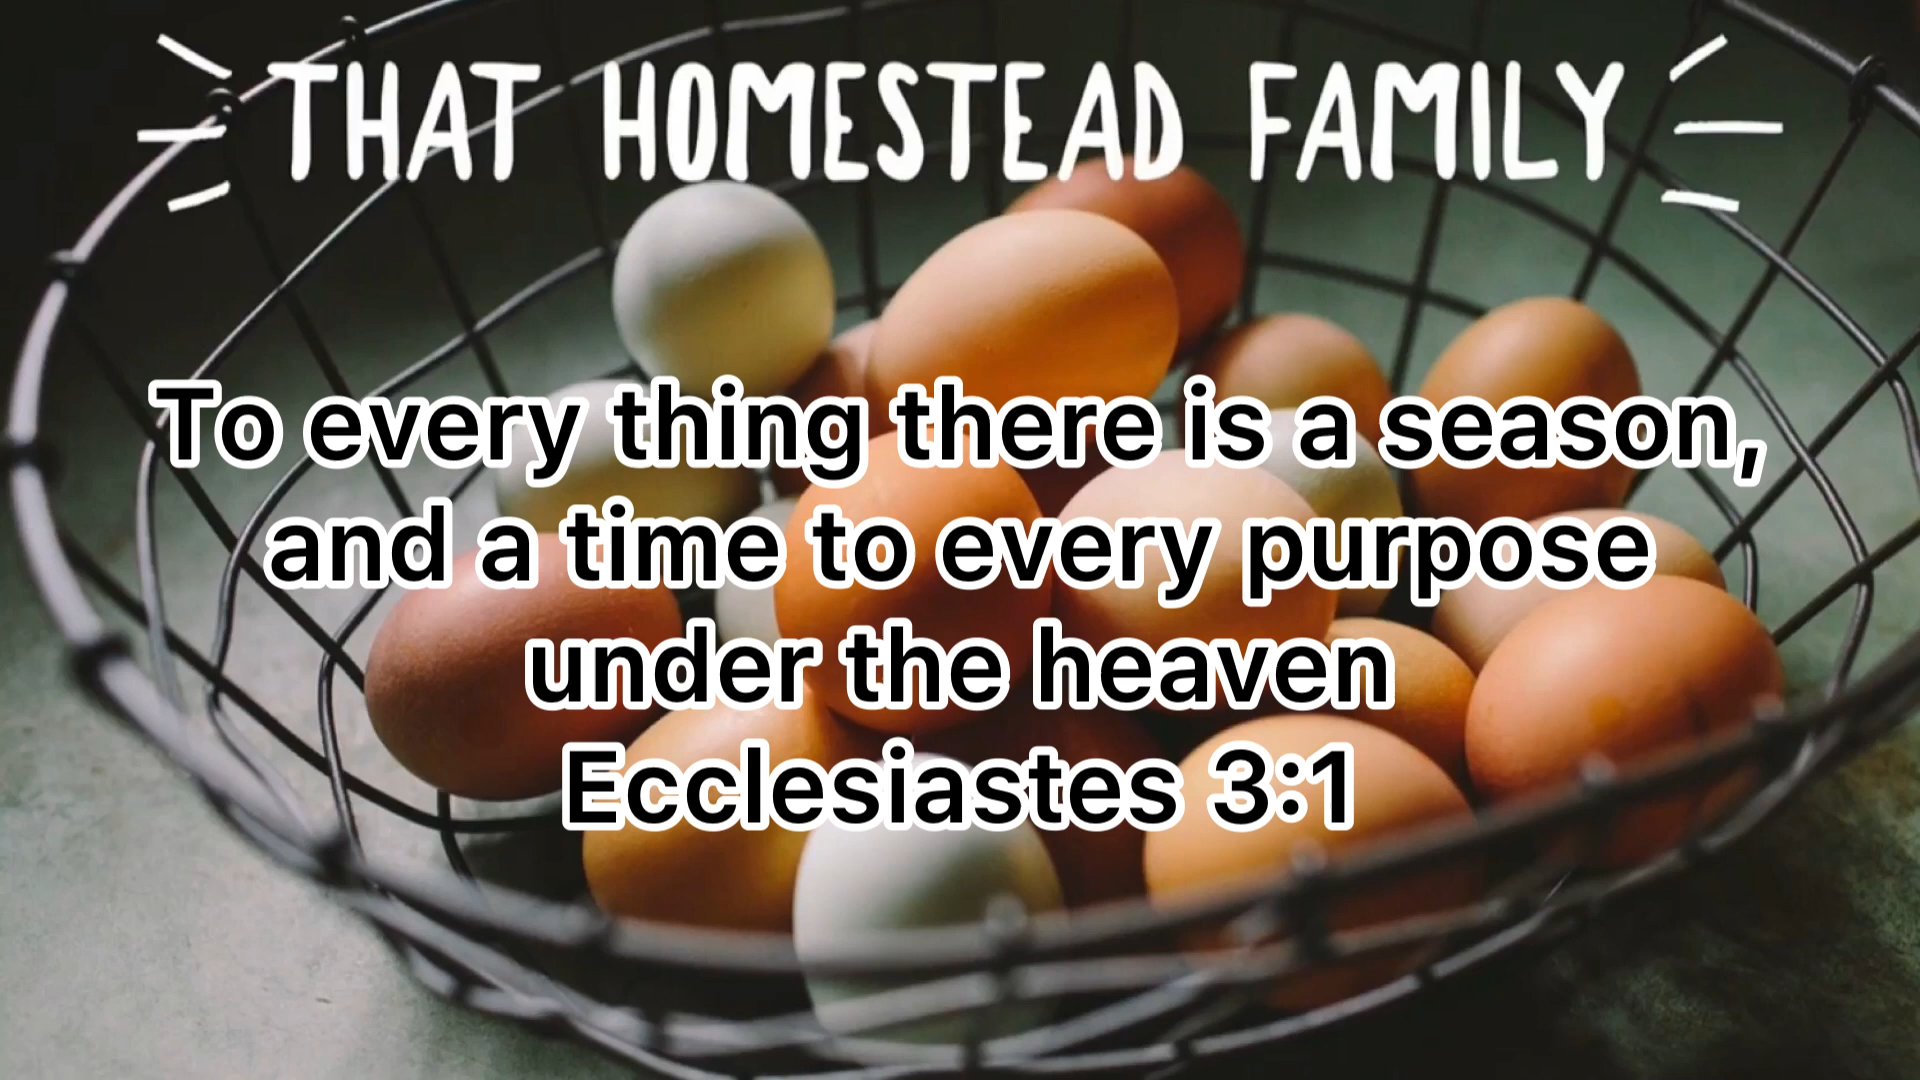 THAT HOMESTEAD FAMILY
To every thing there is a season,
and a time to every purpose
under the heaven
Ecclesiastes 3:1